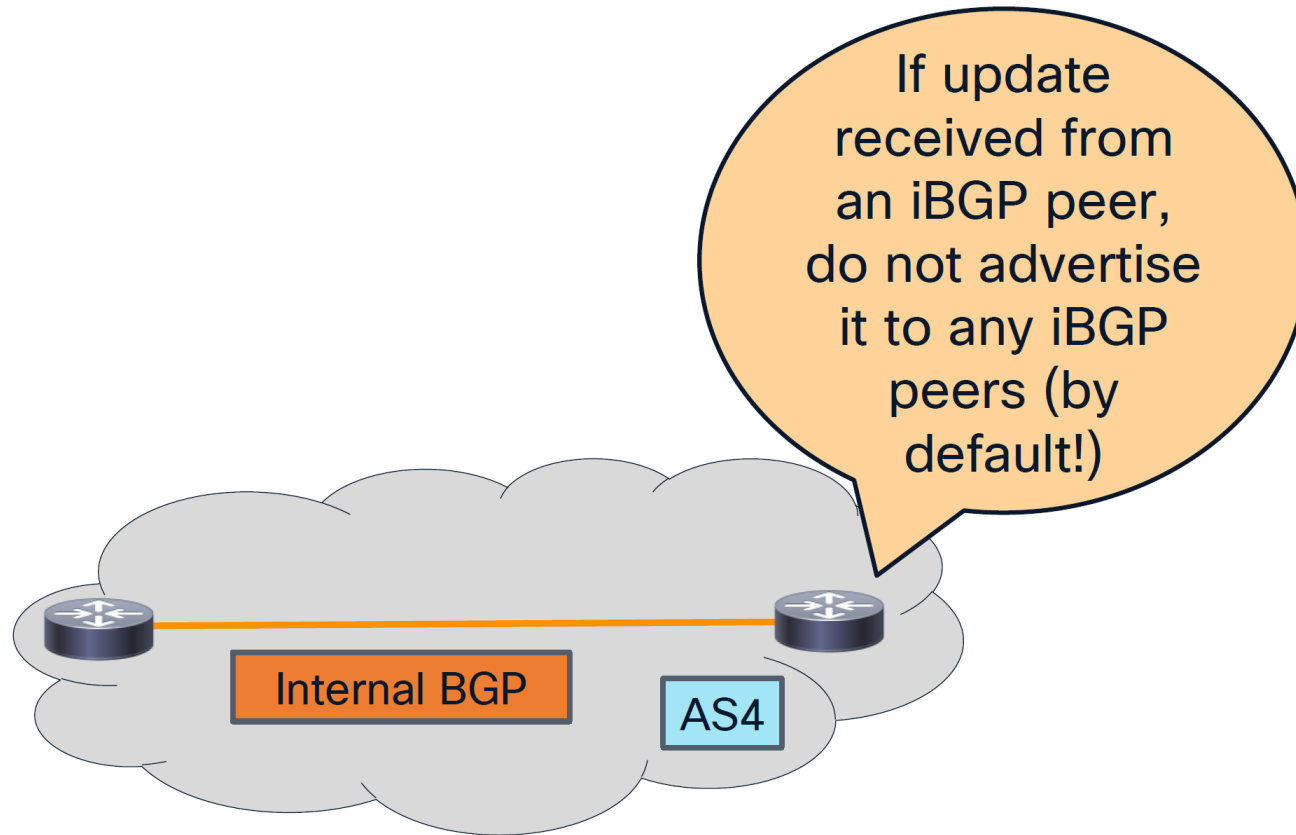 If update
received from
an iBGP peer,
do not advertise
it to any iBGP
peers (by
default!)
Internal BGP
AS4